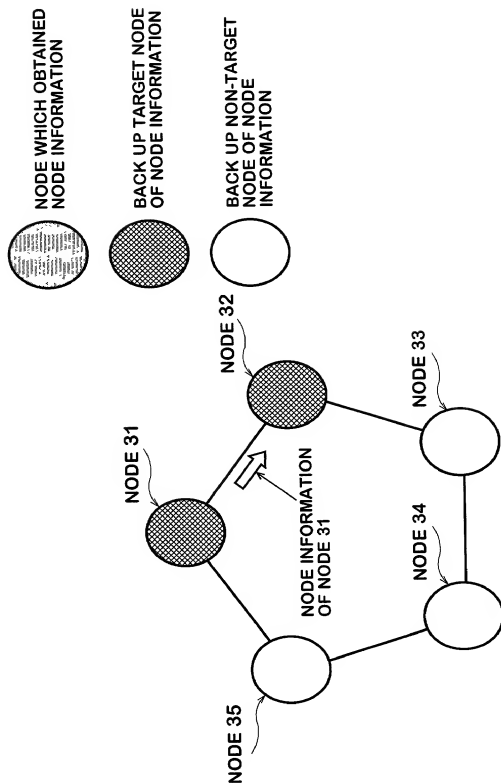 NODE WHICH OBTAINED
NODE INFORMATION
BACK UP TARGET NODE
OF NODE INFORMATION
BACK UP NON-TARGET
NODE OF NODE
INFORMATION
NODE 31
NODE 32
NODE INFORMATION
OF NODE 31
NODE 35
NODE 34
NODE 33